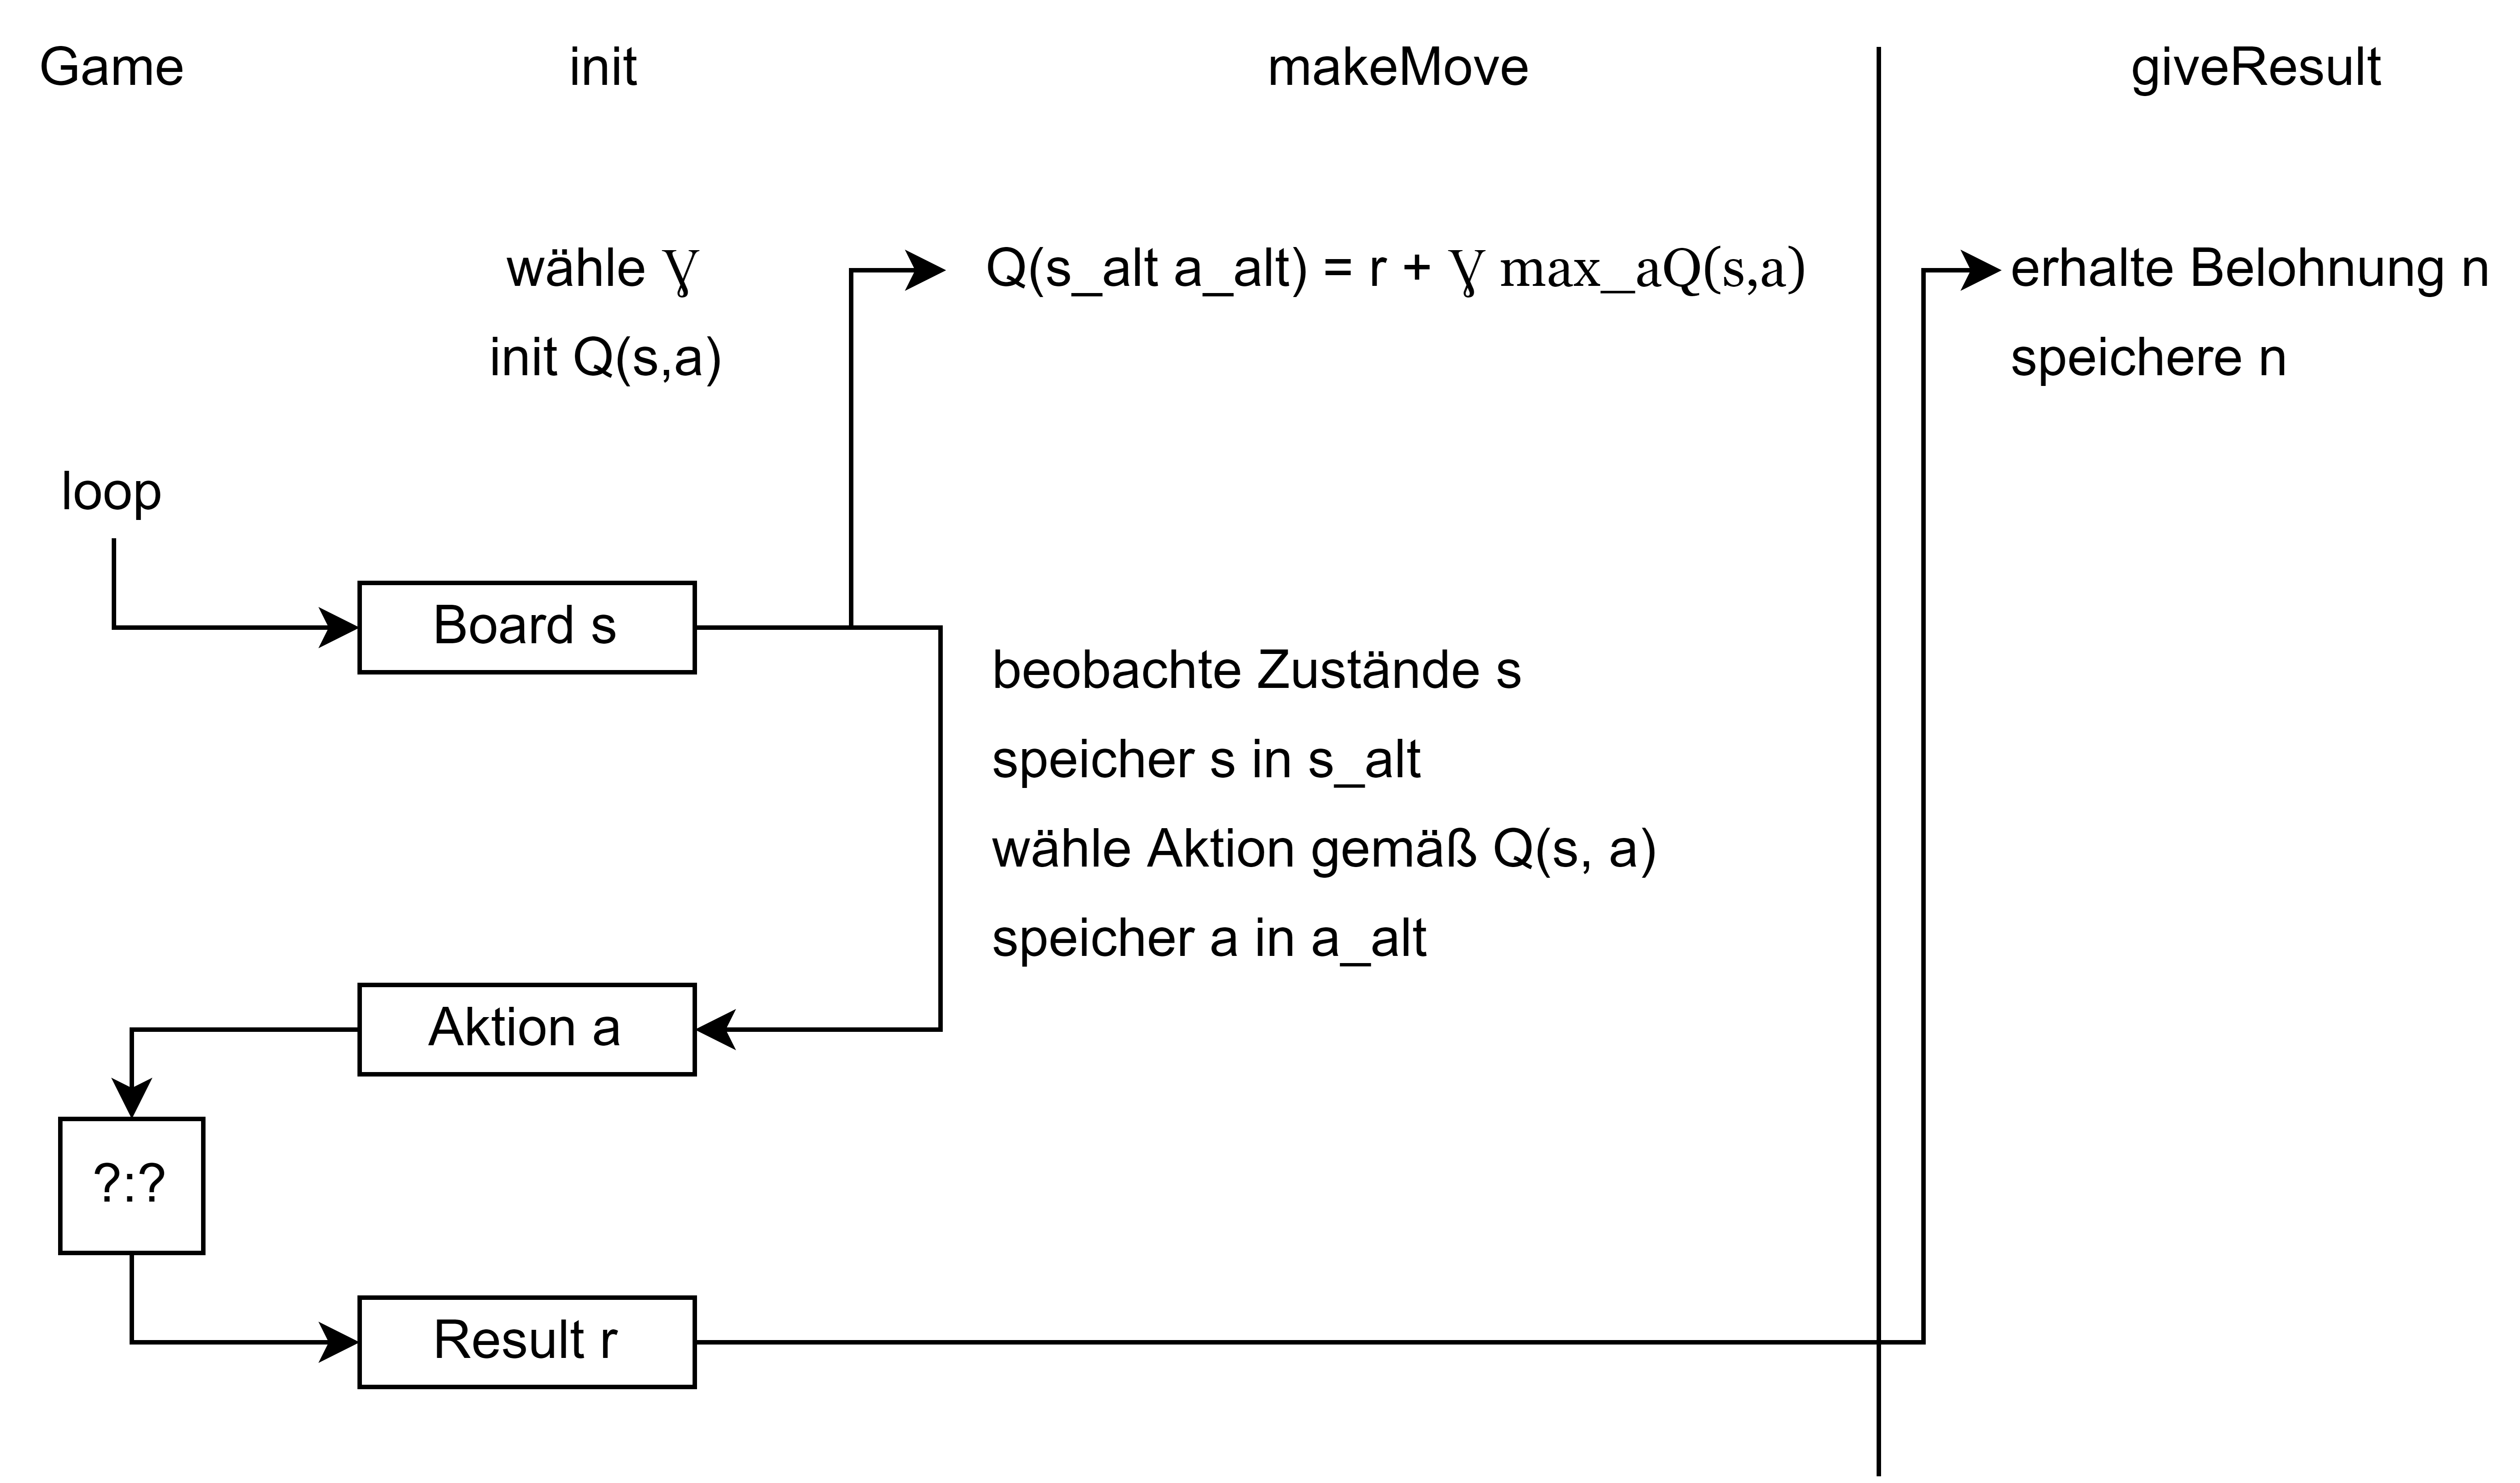 Game
init
makeMove
giveResult
wähle Ɣ
init Q(s,a)
Q(s_alt a_alt) = r + Ɣ max_aQ(s,a)
erhalte Belohnung n
speichere n
loop
Board s
beobachte Zustände s
speicher s in s_alt
wähle Aktion gemäß Q(s, a)
speicher a in a_alt
Aktion a
?:?
Result r